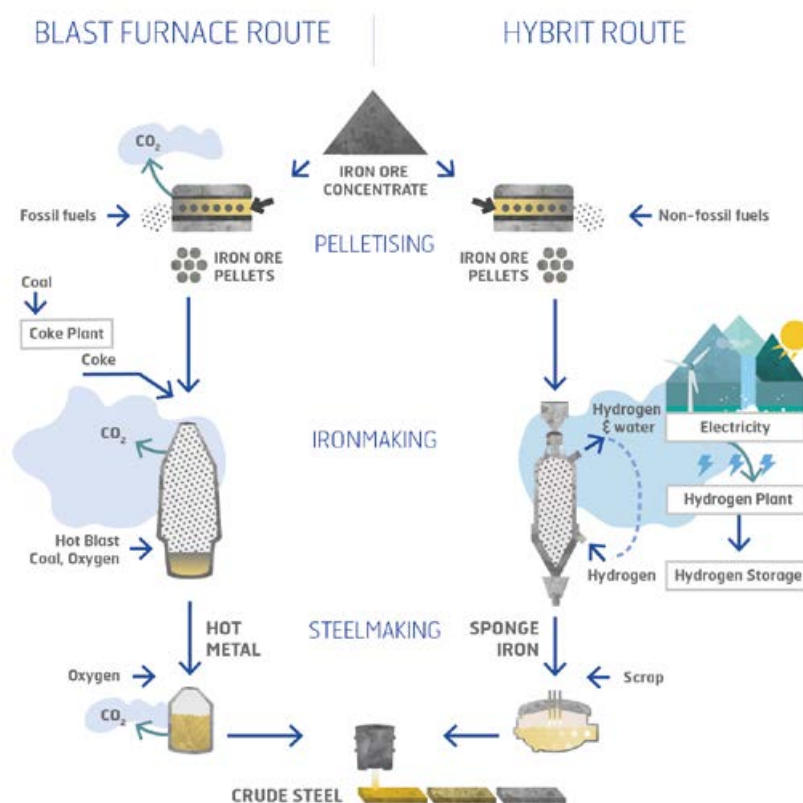 BLAST FURNACE ROUTE
HYBRIT ROUTE
CO₂
IRON ORE
CONCENTRATE
Fossil fuels
Non-fossil fuels
PELLETISING
IRON ORE
PELLETS
IRON ORE
PELLETS
Coal
Coke Plant
Coke
CO₂
IRONMAKING
Hydrogen
& water
Electricity
Hydrogen Plant
Hot Blast
Coal, Oxygen
Hydrogen
Hydrogen Storage
HOT
METAL
STEELMAKING
SPONGE
IRON
Oxygen
Scrap
CO₂
CRUDE STEEL